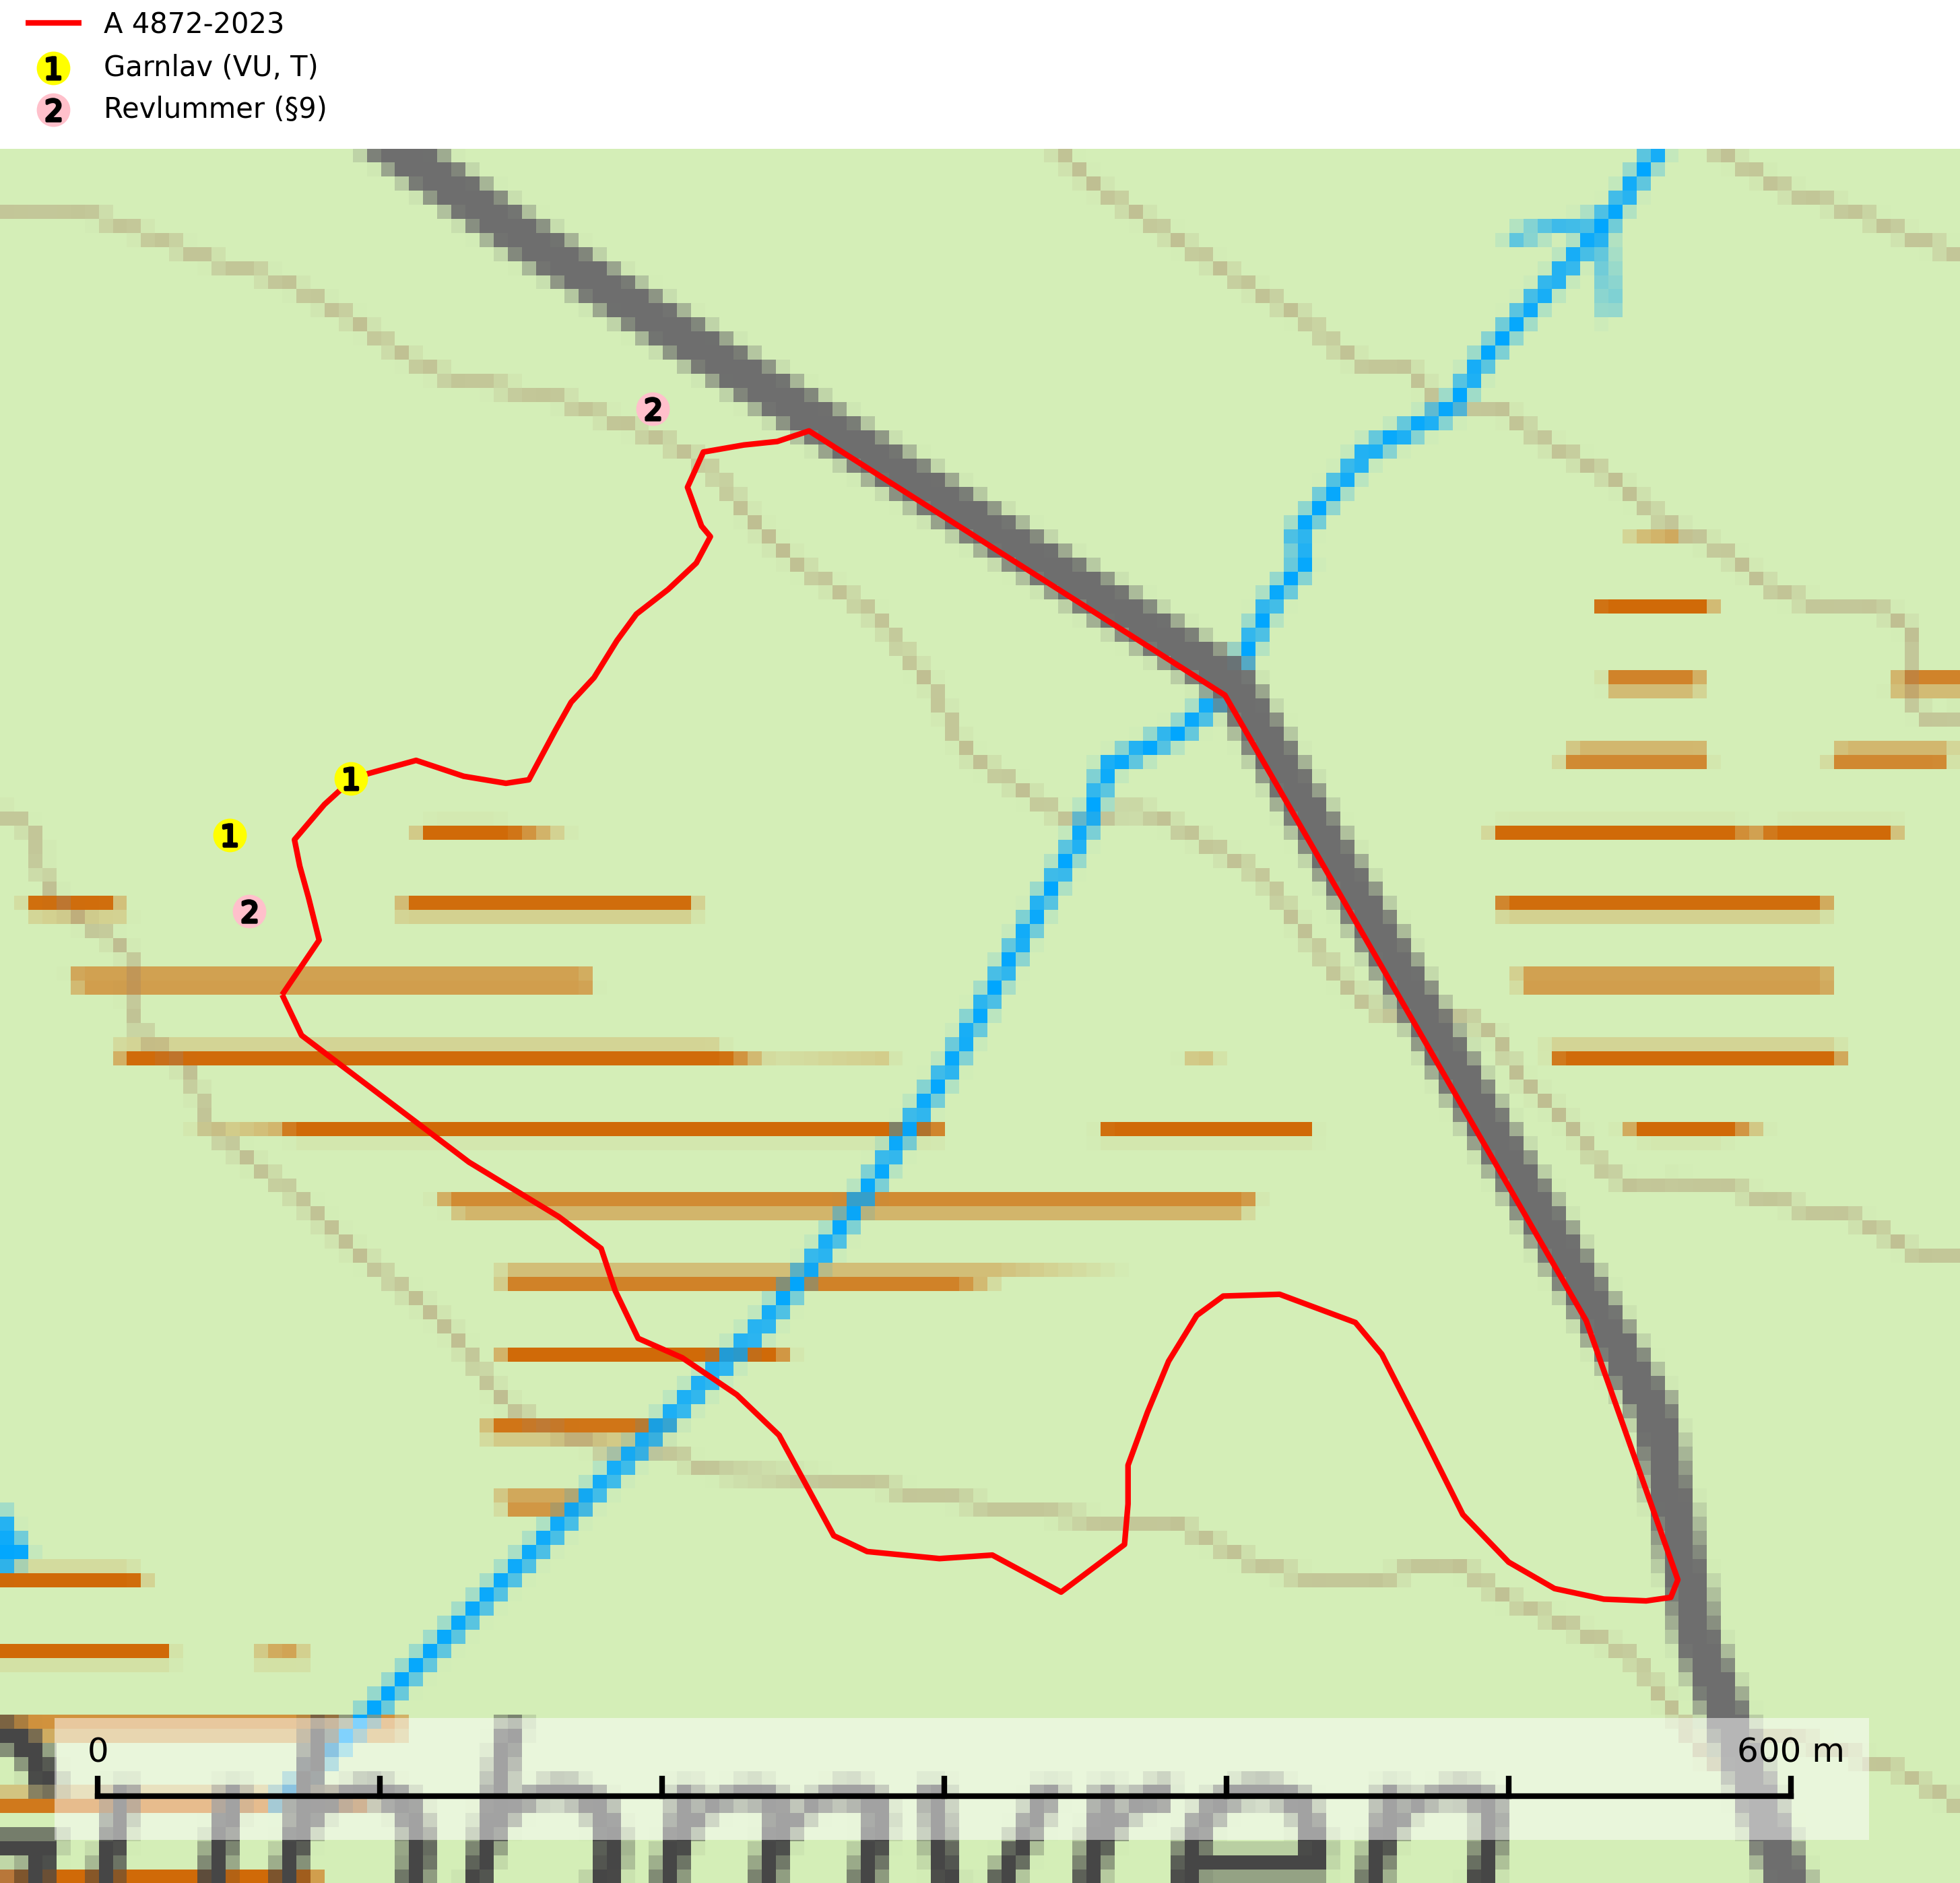 A 4872-2023
1 Garnlav (VU, T)
2 Revlummer (§9)
2
1
1
2
0 600 m